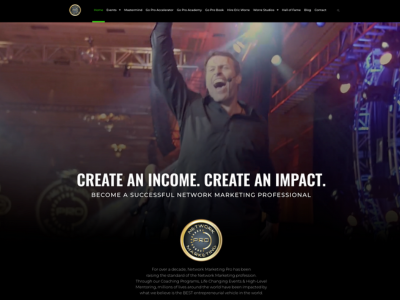 Home Events Mastermind Go Pro Accelerator Go Pro Academy Go Pro Book Hire Eric Worre Worre Studios Hall of Fame Blog Contact
CREATE AN INCOME. CREATE AN IMPACT.
BECOME A SUCCESSFUL NETWORK MARKETING PROFESSIONAL
NETWORK
PRO
MARKETING
For over a decade, Network Marketing Pro has been
raising the standard of the Network Marketing profession.
Through our Coaching Programs, Life Changing Events & High-Level
Mentoring, millions of lives around the world have been impacted by
what we believe is the BEST entrepreneurial vehicle in the world.